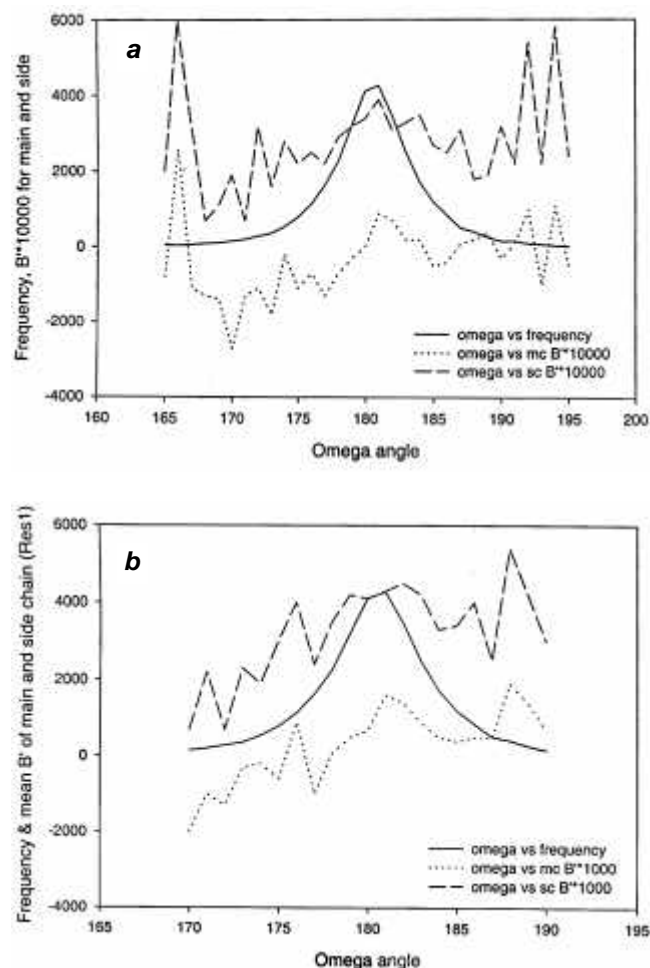 a
6000
4000
2000
0
-2000
-4000
Frequency, B'*10000 for main and side
omega vs frequency
omega vs mc B'*10000
omega vs sc B'*10000
160 165 170 175 180 185 190 195 200
Omega angle
b
6000
4000
2000
0
-2000
-4000
Frequency & mean B' of main and side chain (Res1)
omega vs frequency
omega vs mc B'*1000
omega vs sc B'*1000
165 170 175 180 185 190 195
Omega angle